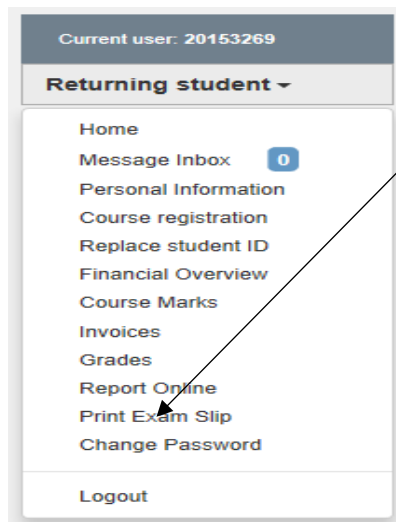 Current user: 20153269
Returning student
Home
Message Inbox 0
Personal Information
Course registration
Replace student ID
Financial Overview
Course Marks
Invoices
Grades
Report Online
Print Exam Slip
Change Password
Logout